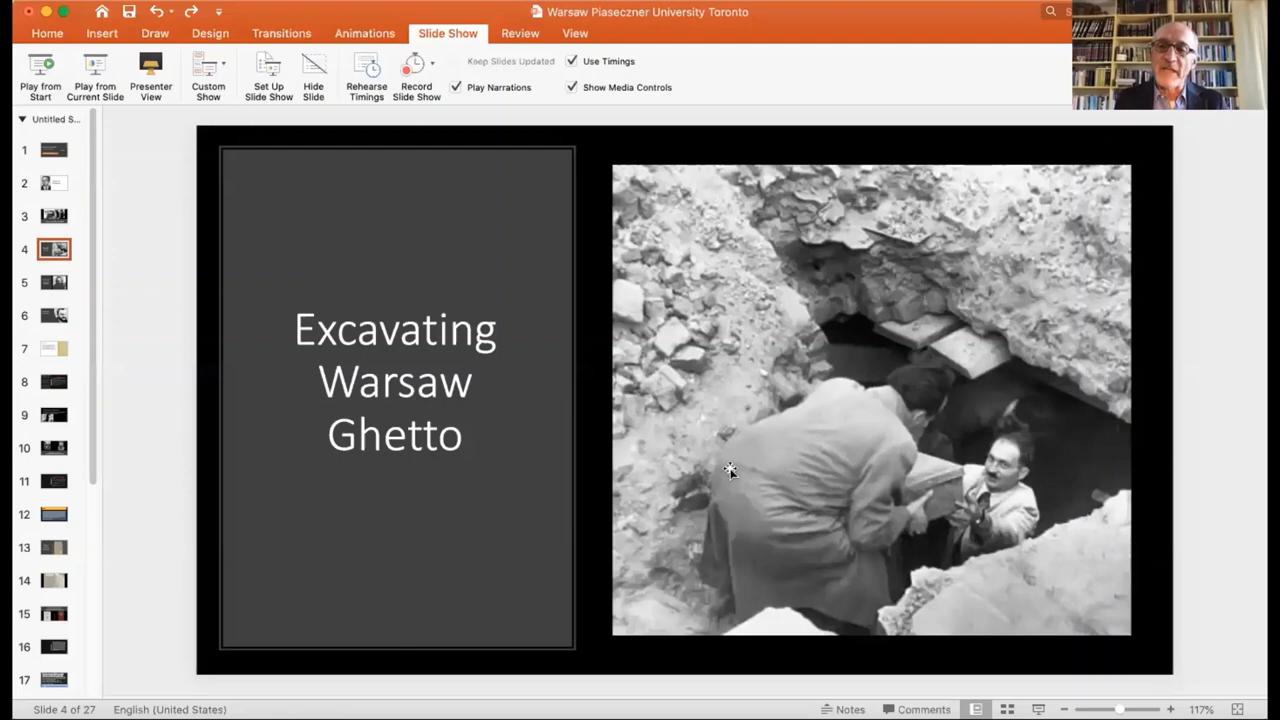 Warsaw Piaseczner University Toronto
Home Insert Draw Design Transitions Animations Slide Show Review View
Play from Start
Play from Current Slide
Presenter View
Custom Show
Set Up Slide Show
Hide Slide
Rehearse Timings
Record Slide Show
Keep Slides Updated
Use Timings
Play Narrations
Show Media Controls
Untitled S...
1
2
3
4
5
6
7
8
9
10
11
12
13
14
15
16
17
Excavating
Warsaw
Ghetto
Slide 4 of 27 English (United States) Notes Comments 117%